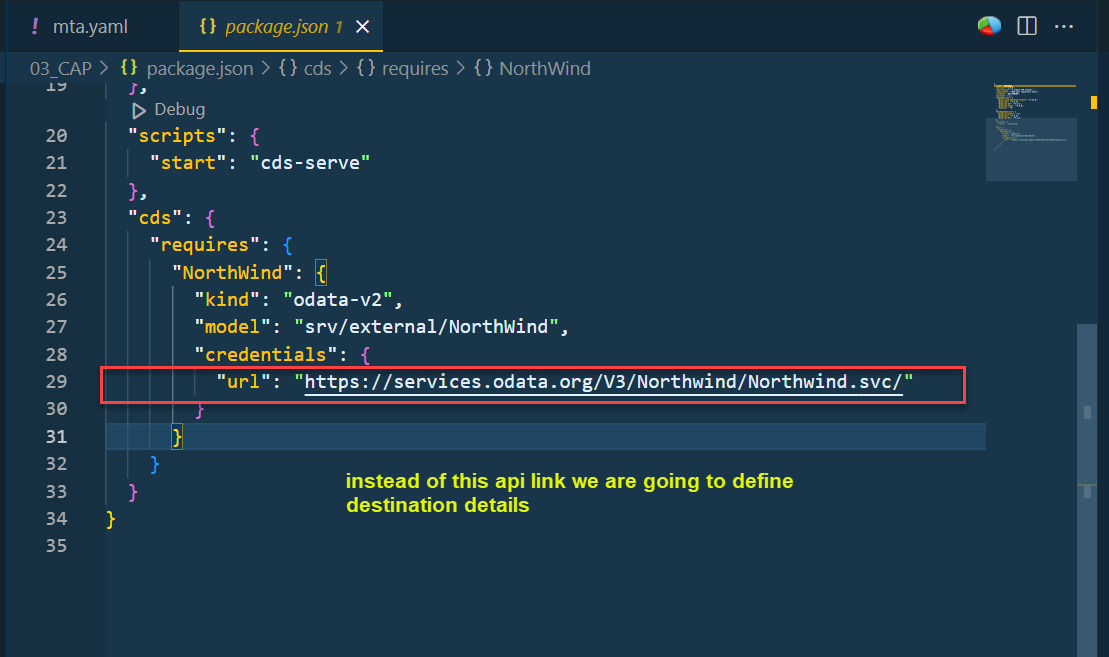 ! mta.yaml {} package.json 1 ✕ ···
03_CAP > {} package.json > {} cds > {} requires > {} NorthWind
19 },
Debug
20 "scripts": {
21 "start": "cds-serve"
22 },
23 "cds": {
24 "requires": {
25 "NorthWind": {
26 "kind": "odata-v2",
27 "model": "srv/external/NorthWind",
28 "credentials": {
29 "url": "https://services.odata.org/V3/Northwind/Northwind.svc/"
30 }
31 }
32 }
33 }
34 }
35
instead of this api link we are going to define
destination details